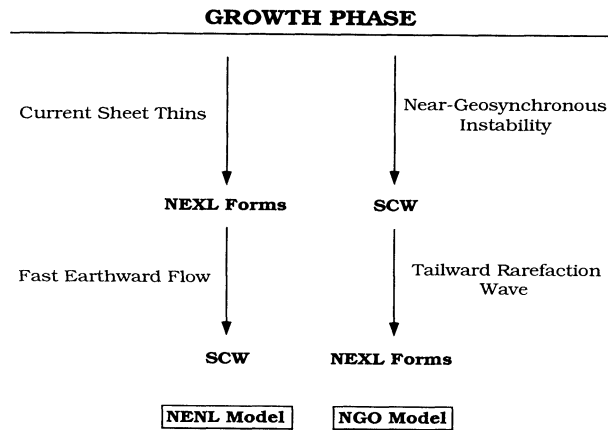 GROWTH PHASE
Current Sheet Thins
Near-Geosynchronous
Instability
NEXL Forms
SCW
Fast Earthward Flow
Tailward Rarefaction
Wave
SCW
NEXL Forms
NENL Model
NGO Model